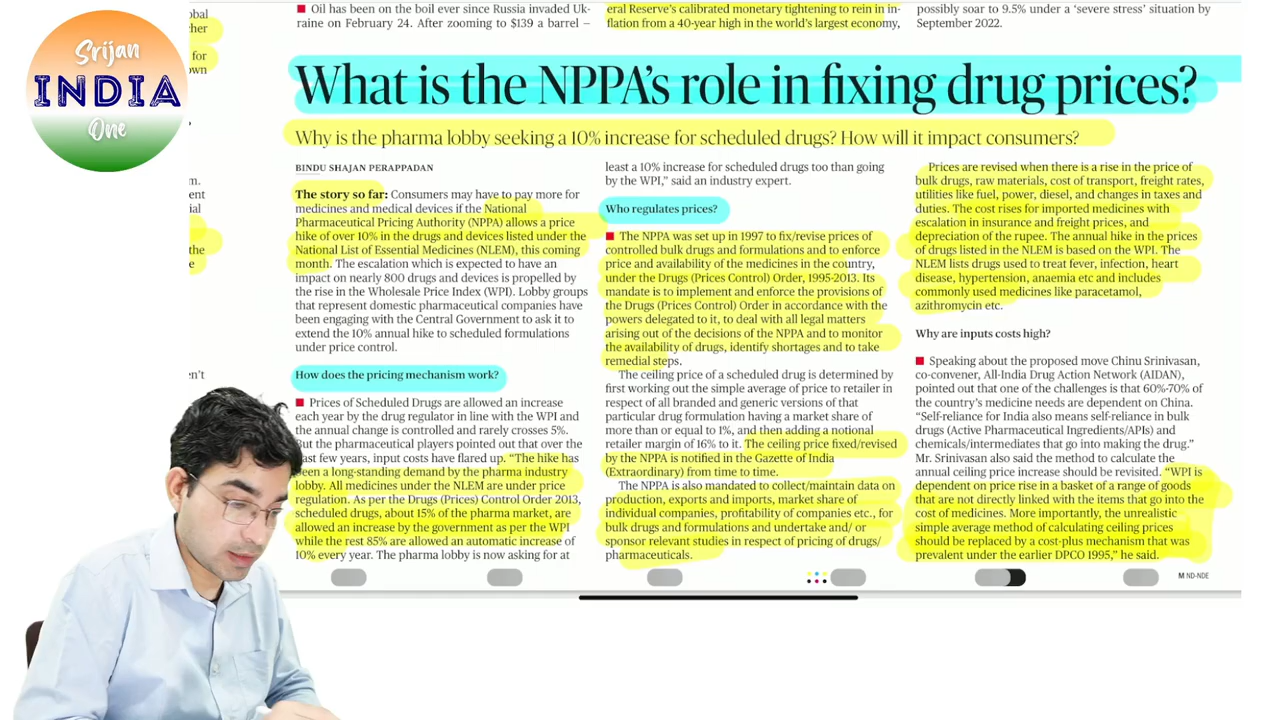 Srijan
INDIA
One
obal
cher
for
own
m.
ent
ial
the
e
en't
■ Oil has been on the boil ever since Russia invaded Uk-
raine on February 24. After zooming to $139 a barrel –
eral Reserve's calibrated monetary tightening to rein in in-
flation from a 40-year high in the world's largest economy,
possibly soar to 9.5% under a 'severe stress' situation by
September 2022.
What is the NPPA's role in fixing drug prices?
Why is the pharma lobby seeking a 10% increase for scheduled drugs? How will it impact consumers?
BINDU SHAJAN PERAPPADAN
The story so far: Consumers may have to pay more for
medicines and medical devices if the National
Pharmaceutical Pricing Authority (NPPA) allows a price
hike of over 10% in the drugs and devices listed under the
National List of Essential Medicines (NLEM), this coming
month. The escalation which is expected to have an
impact on nearly 800 drugs and devices is propelled by
the rise in the Wholesale Price Index (WPI). Lobby groups
that represent domestic pharmaceutical companies have
been engaging with the Central Government to ask it to
extend the 10% annual hike to scheduled formulations
under price control.
How does the pricing mechanism work?
■ Prices of Scheduled Drugs are allowed an increase
each year by the drug regulator in line with the WPI and
the annual change is controlled and rarely crosses 5%.
But the pharmaceutical players pointed out that over the
last few years, input costs have flared up. "The hike has
been a long-standing demand by the pharma industry
lobby. All medicines under the NLEM are under price
regulation. As per the Drugs (Prices) Control Order 2013,
scheduled drugs, about 15% of the pharma market, are
allowed an increase by the government as per the WPI
while the rest 85% are allowed an automatic increase of
10% every year. The pharma lobby is now asking for at
least a 10% increase for scheduled drugs too than going
by the WPI," said an industry expert.
Who regulates prices?
■ The NPPA was set up in 1997 to fix/revise prices of
controlled bulk drugs and formulations and to enforce
price and availability of the medicines in the country,
under the Drugs (Prices Control) Order, 1995-2013. Its
mandate is to implement and enforce the provisions of
the Drugs (Prices Control) Order in accordance with the
powers delegated to it, to deal with all legal matters
arising out of the decisions of the NPPA and to monitor
the availability of drugs, identify shortages and to take
remedial steps.
The ceiling price of a scheduled drug is determined by
first working out the simple average of price to retailer in
respect of all branded and generic versions of that
particular drug formulation having a market share of
more than or equal to 1%, and then adding a notional
retailer margin of 16% to it. The ceiling price fixed/revised
by the NPPA is notified in the Gazette of India
(Extraordinary) from time to time.
The NPPA is also mandated to collect/maintain data on
production, exports and imports, market share of
individual companies, profitability of companies etc., for
bulk drugs and formulations and undertake and/ or
sponsor relevant studies in respect of pricing of drugs/
pharmaceuticals.
Prices are revised when there is a rise in the price of
bulk drugs, raw materials, cost of transport, freight rates,
utilities like fuel, power, diesel, and changes in taxes and
duties. The cost rises for imported medicines with
escalation in insurance and freight prices, and
depreciation of the rupee. The annual hike in the prices
of drugs listed in the NLEM is based on the WPI. The
NLEM lists drugs used to treat fever, infection, heart
disease, hypertension, anaemia etc and includes
commonly used medicines like paracetamol,
azithromycin etc.
Why are inputs costs high?
■ Speaking about the proposed move Chinu Srinivasan,
co-convener, All-India Drug Action Network (AIDAN),
pointed out that one of the challenges is that 60%-70% of
the country's medicine needs are dependent on China.
"Self-reliance for India also means self-reliance in bulk
drugs (Active Pharmaceutical Ingredients/APIs) and
chemicals/intermediates that go into making the drug."
Mr. Srinivasan also said the method to calculate the
annual ceiling price increase should be revisited. "WPI is
dependent on price rise in a basket of a range of goods
that are not directly linked with the items that go into the
cost of medicines. More importantly, the unrealistic
simple average method of calculating ceiling prices
should be replaced by a cost-plus mechanism that was
prevalent under the earlier DPCO 1995," he said.
M ND-NDE